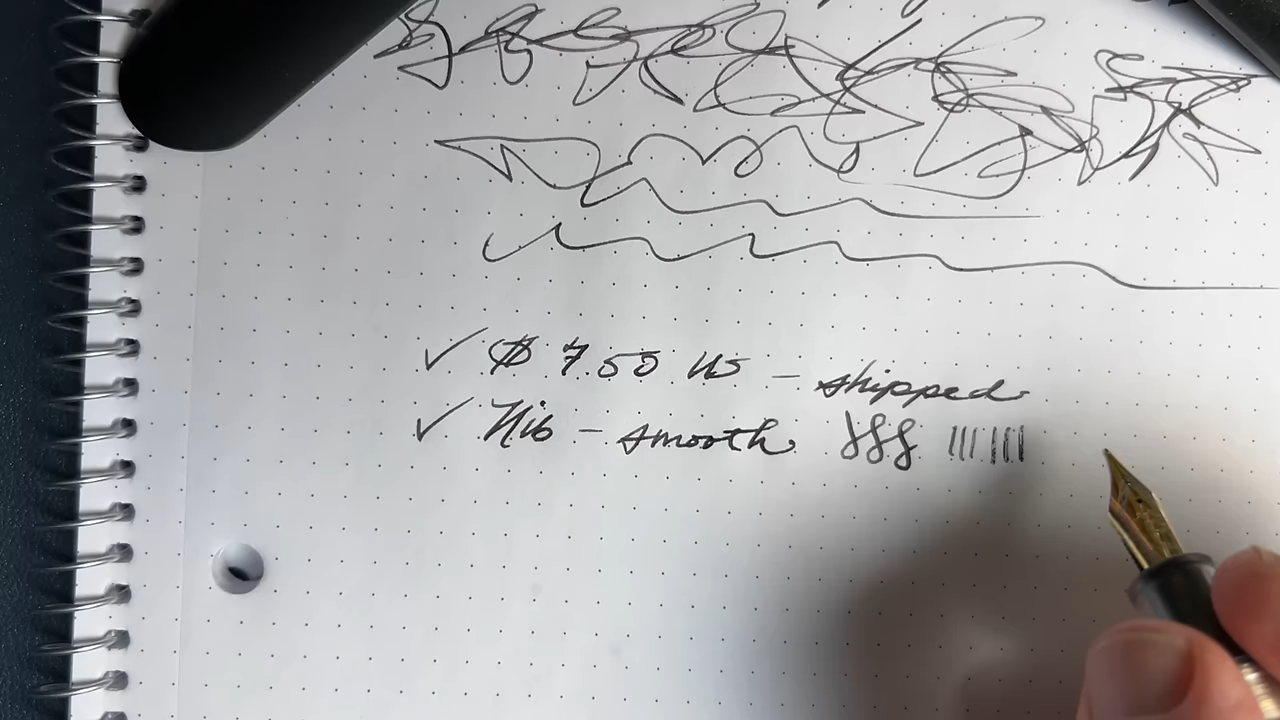 ✓ $ 7.50 US – shipped
✓ Nib – smooth